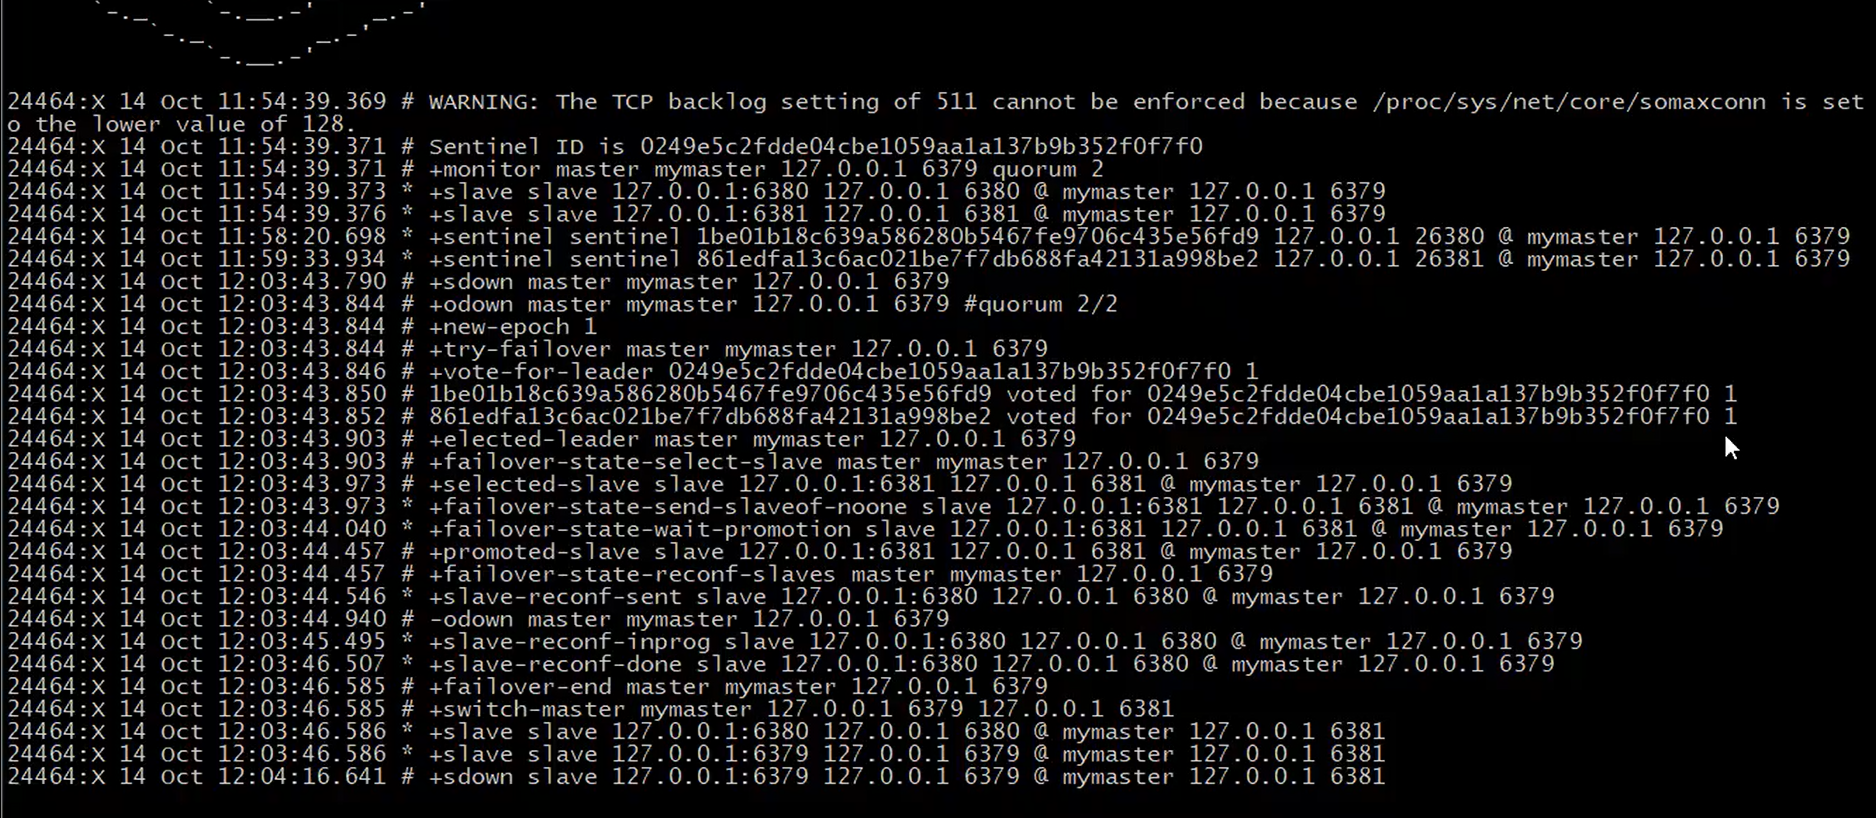 24464:X 14 Oct 11:54:39.369 # WARNING: The TCP backlog setting of 511 cannot be enforced because /proc/sys/net/core/somaxconn is set
o the lower value of 128.
24464:X 14 Oct 11:54:39.371 # Sentinel ID is 0249e5c2fdde04cbe1059aa1a137b9b352f0f7f0
24464:X 14 Oct 11:54:39.371 # +monitor master mymaster 127.0.0.1 6379 quorum 2
24464:X 14 Oct 11:54:39.373 * +slave slave 127.0.0.1:6380 127.0.0.1 6380 @ mymaster 127.0.0.1 6379
24464:X 14 Oct 11:54:39.376 * +slave slave 127.0.0.1:6381 127.0.0.1 6381 @ mymaster 127.0.0.1 6379
24464:X 14 Oct 11:58:20.698 * +sentinel sentinel 1be01b18c639a586280b5467fe9706c435e56fd9 127.0.0.1 26380 @ mymaster 127.0.0.1 6379
24464:X 14 Oct 11:59:33.934 * +sentinel sentinel 861edfa13c6ac021be7f7db688fa42131a998be2 127.0.0.1 26381 @ mymaster 127.0.0.1 6379
24464:X 14 Oct 12:03:43.790 # +sdown master mymaster 127.0.0.1 6379
24464:X 14 Oct 12:03:43.844 # +odown master mymaster 127.0.0.1 6379 #quorum 2/2
24464:X 14 Oct 12:03:43.844 # +new-epoch 1
24464:X 14 Oct 12:03:43.844 # +try-failover master mymaster 127.0.0.1 6379
24464:X 14 Oct 12:03:43.846 # +vote-for-leader 0249e5c2fdde04cbe1059aa1a137b9b352f0f7f0 1
24464:X 14 Oct 12:03:43.850 # 1be01b18c639a586280b5467fe9706c435e56fd9 voted for 0249e5c2fdde04cbe1059aa1a137b9b352f0f7f0 1
24464:X 14 Oct 12:03:43.852 # 861edfa13c6ac021be7f7db688fa42131a998be2 voted for 0249e5c2fdde04cbe1059aa1a137b9b352f0f7f0 1
24464:X 14 Oct 12:03:43.903 # +elected-leader master mymaster 127.0.0.1 6379
24464:X 14 Oct 12:03:43.903 # +failover-state-select-slave master mymaster 127.0.0.1 6379
24464:X 14 Oct 12:03:43.973 # +selected-slave slave 127.0.0.1:6381 127.0.0.1 6381 @ mymaster 127.0.0.1 6379
24464:X 14 Oct 12:03:43.973 * +failover-state-send-slaveof-noone slave 127.0.0.1:6381 127.0.0.1 6381 @ mymaster 127.0.0.1 6379
24464:X 14 Oct 12:03:44.040 * +failover-state-wait-promotion slave 127.0.0.1:6381 127.0.0.1 6381 @ mymaster 127.0.0.1 6379
24464:X 14 Oct 12:03:44.457 # +promoted-slave slave 127.0.0.1:6381 127.0.0.1 6381 @ mymaster 127.0.0.1 6379
24464:X 14 Oct 12:03:44.457 # +failover-state-reconf-slaves master mymaster 127.0.0.1 6379
24464:X 14 Oct 12:03:44.546 * +slave-reconf-sent slave 127.0.0.1:6380 127.0.0.1 6380 @ mymaster 127.0.0.1 6379
24464:X 14 Oct 12:03:44.940 # -odown master mymaster 127.0.0.1 6379
24464:X 14 Oct 12:03:45.495 * +slave-reconf-inprog slave 127.0.0.1:6380 127.0.0.1 6380 @ mymaster 127.0.0.1 6379
24464:X 14 Oct 12:03:46.507 * +slave-reconf-done slave 127.0.0.1:6380 127.0.0.1 6380 @ mymaster 127.0.0.1 6379
24464:X 14 Oct 12:03:46.585 # +failover-end master mymaster 127.0.0.1 6379
24464:X 14 Oct 12:03:46.585 # +switch-master mymaster 127.0.0.1 6379 127.0.0.1 6381
24464:X 14 Oct 12:03:46.586 * +slave slave 127.0.0.1:6380 127.0.0.1 6380 @ mymaster 127.0.0.1 6381
24464:X 14 Oct 12:03:46.586 * +slave slave 127.0.0.1:6379 127.0.0.1 6379 @ mymaster 127.0.0.1 6381
24464:X 14 Oct 12:04:16.641 # +sdown slave 127.0.0.1:6379 127.0.0.1 6379 @ mymaster 127.0.0.1 6381